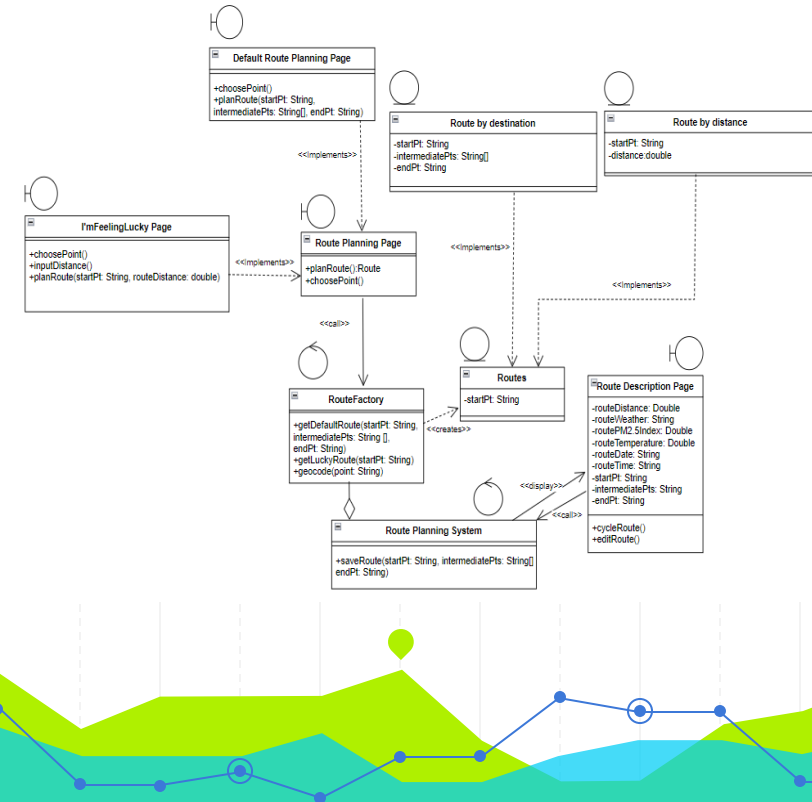 Default Route Planning Page
+choosePoint()
+planRoute(startPt: String,
intermediatePts: String[], endPt: String)
Route by destination
-startPt: String
-intermediatePts: String[]
-endPt: String
Route by distance
-startPt: String
-distance:double
<<Implements>>
I'mFeelingLucky Page
+choosePoint()
+inputDistance()
+planRoute(startPt: String, routeDistance: double)
<<Implements>>
Route Planning Page
+planRoute():Route
+choosePoint()
<<Implements>>
<<Implements>>
<<call>>
RouteFactory
+getDefaultRoute(startPt: String,
intermediatePts: String [],
endPt: String)
+getLuckyRoute(startPt: String)
+geocode(point: String)
<<creates>>
Routes
-startPt: String
Route Description Page
-routeDistance: Double
-routeWeather: String
-routePM2.5Index: Double
-routeTemperature: Double
-routeDate: String
-routeTime: String
-startPt: String
-intermediatePts: String
-endPt: String
+cycleRoute()
+editRoute()
<<display>>
<<call>>
Route Planning System
+saveRoute(startPt: String, intermediatePts: String[]
endPt: String)